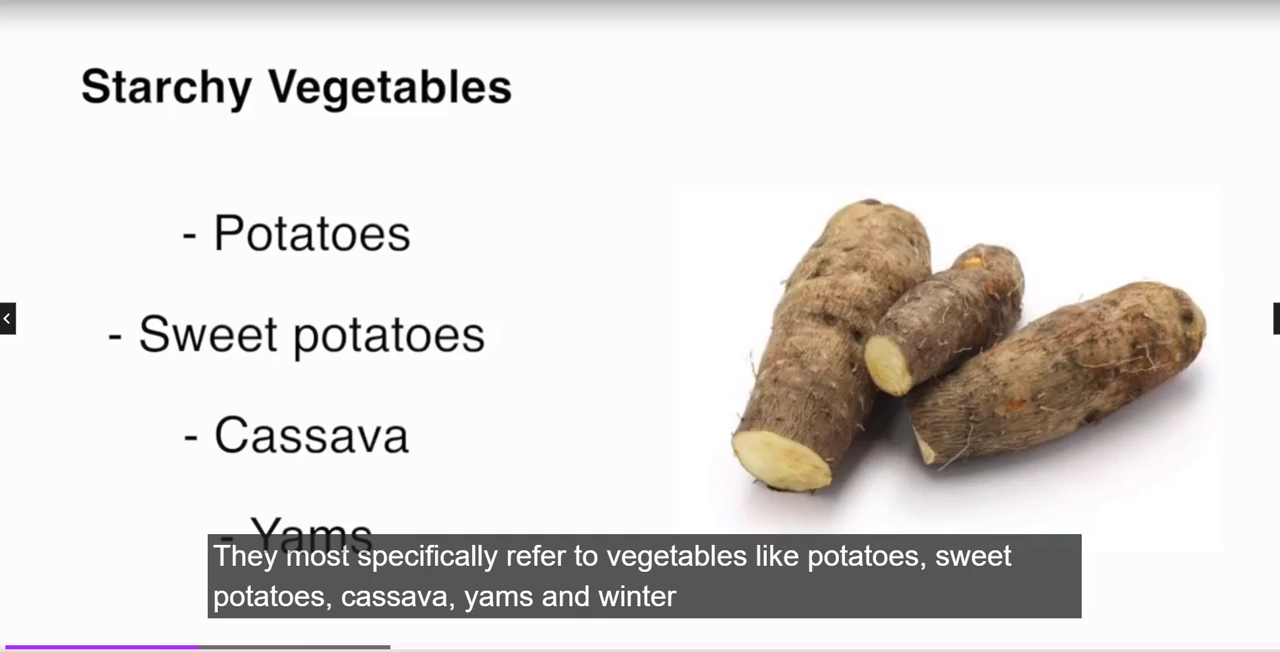 Starchy Vegetables
- Potatoes
- Sweet potatoes
- Cassava
- Yams
They most specifically refer to vegetables like potatoes, sweet
potatoes, cassava, yams and winter